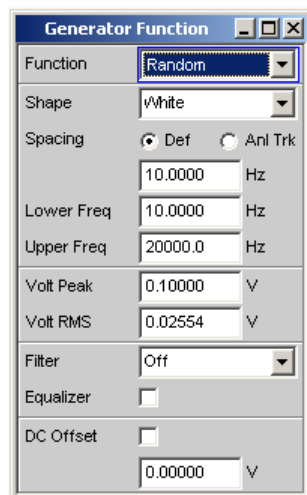 Generator Function
Function Random
Shape White
Spacing Def Anl Trk
10.0000 Hz
Lower Freq 10.0000 Hz
Upper Freq 20000.0 Hz
Volt Peak 0.10000 V
Volt RMS 0.02554 V
Filter Off
Equalizer
DC Offset
0.00000 V